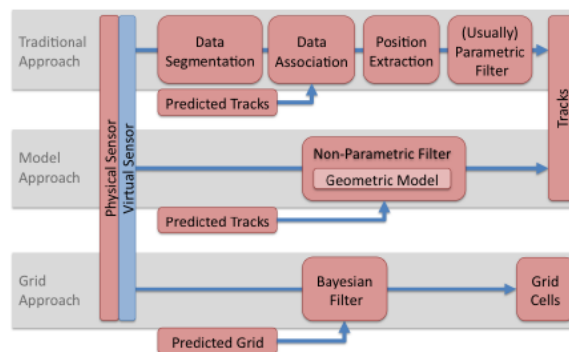 Traditional
Approach
Data
Segmentation
Data
Association
Position
Extraction
(Usually)
Parametric
Filter
Predicted Tracks
Tracks
Physical Sensor
Virtual Sensor
Model
Approach
Non-Parametric Filter
Geometric Model
Predicted Tracks
Grid
Approach
Bayesian
Filter
Grid
Cells
Predicted Grid